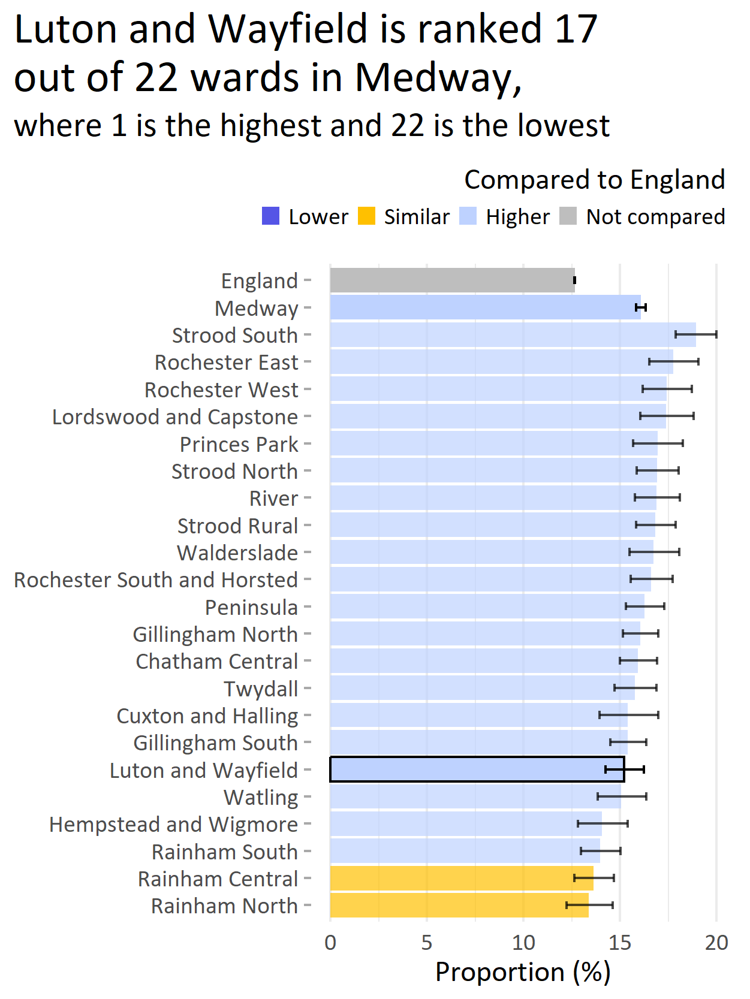 Luton and Wayfield is ranked 17
out of 22 wards in Medway,
where 1 is the highest and 22 is the lowest
Compared to England
Lower Similar Higher Not compared
England
Medway
Strood South
Rochester East
Rochester West
Lordswood and Capstone
Princes Park
Strood North
River
Strood Rural
Walderslade
Rochester South and Horsted
Peninsula
Gillingham North
Chatham Central
Twydall
Cuxton and Halling
Gillingham South
Luton and Wayfield
Watling
Hempstead and Wigmore
Rainham South
Rainham Central
Rainham North
0 5 10 15 20
Proportion (%)